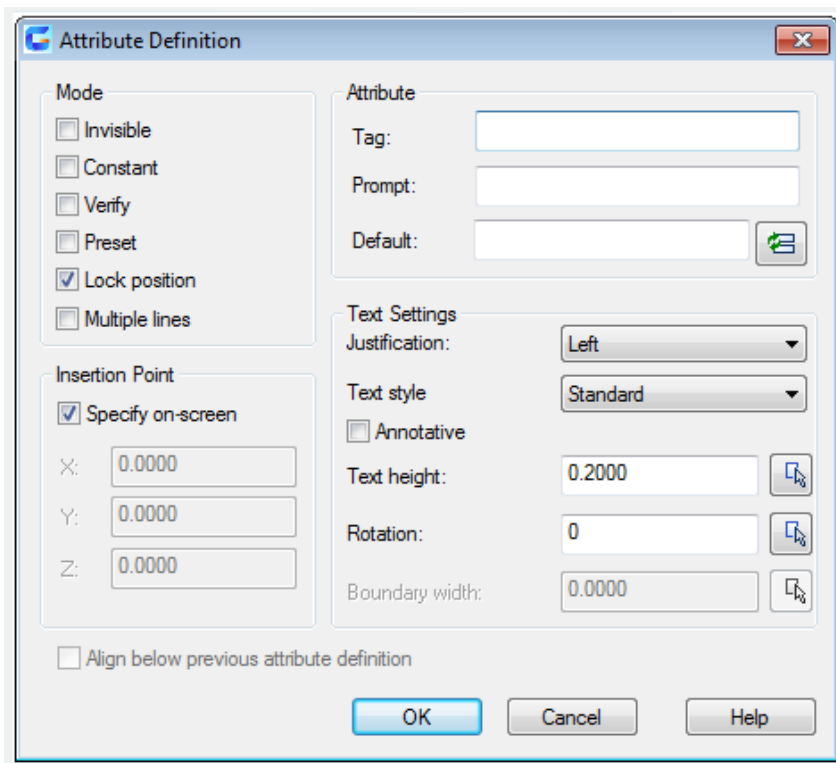 Attribute Definition
Mode
Invisible
Constant
Verify
Preset
Lock position
Multiple lines
Insertion Point
Specify on-screen
X: 0.0000
Y: 0.0000
Z: 0.0000
Attribute
Tag:
Prompt:
Default:
Text Settings
Justification: Left
Text style Standard
Annotative
Text height: 0.2000
Rotation: 0
Boundary width: 0.0000
Align below previous attribute definition
OK Cancel Help